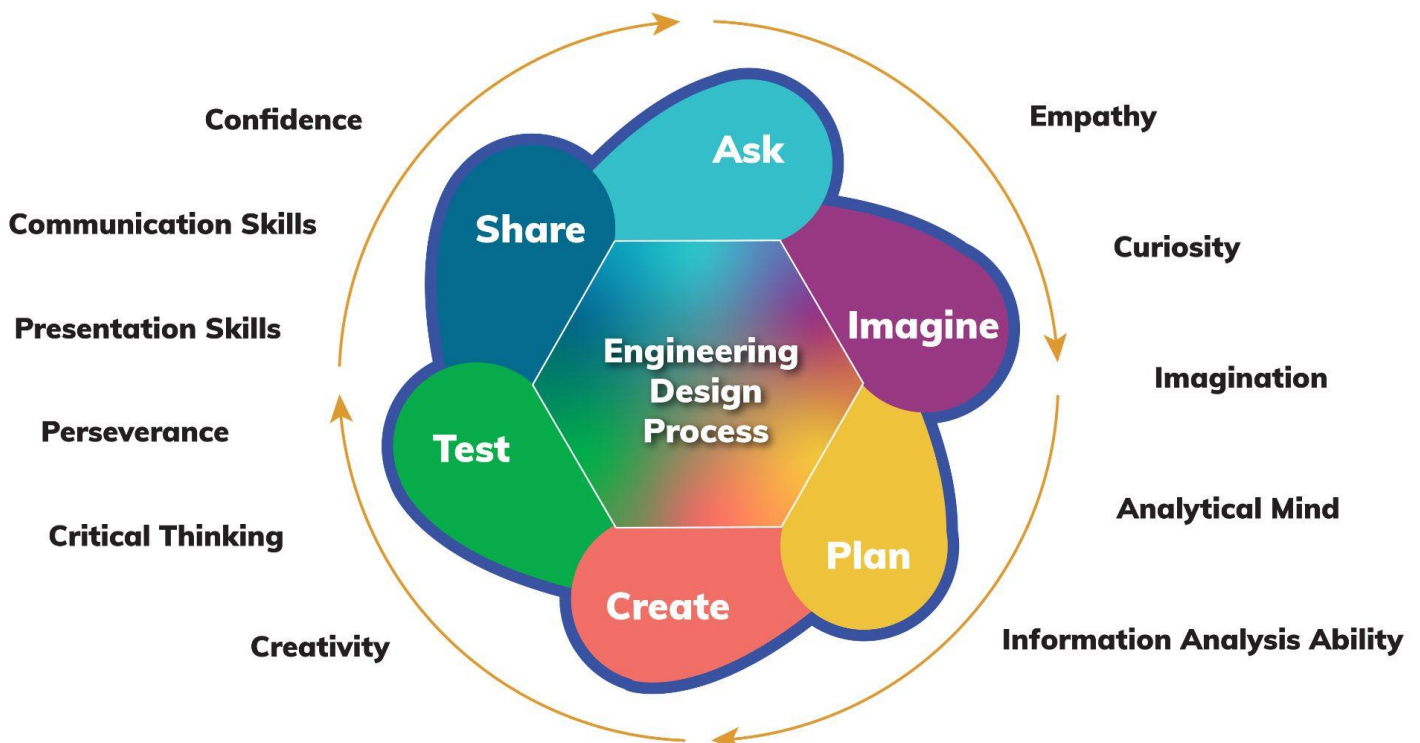 Confidence
Communication Skills
Presentation Skills
Perseverance
Critical Thinking
Creativity
Ask
Imagine
Plan
Create
Test
Share
Engineering
Design
Process
Empathy
Curiosity
Imagination
Analytical Mind
Information Analysis Ability